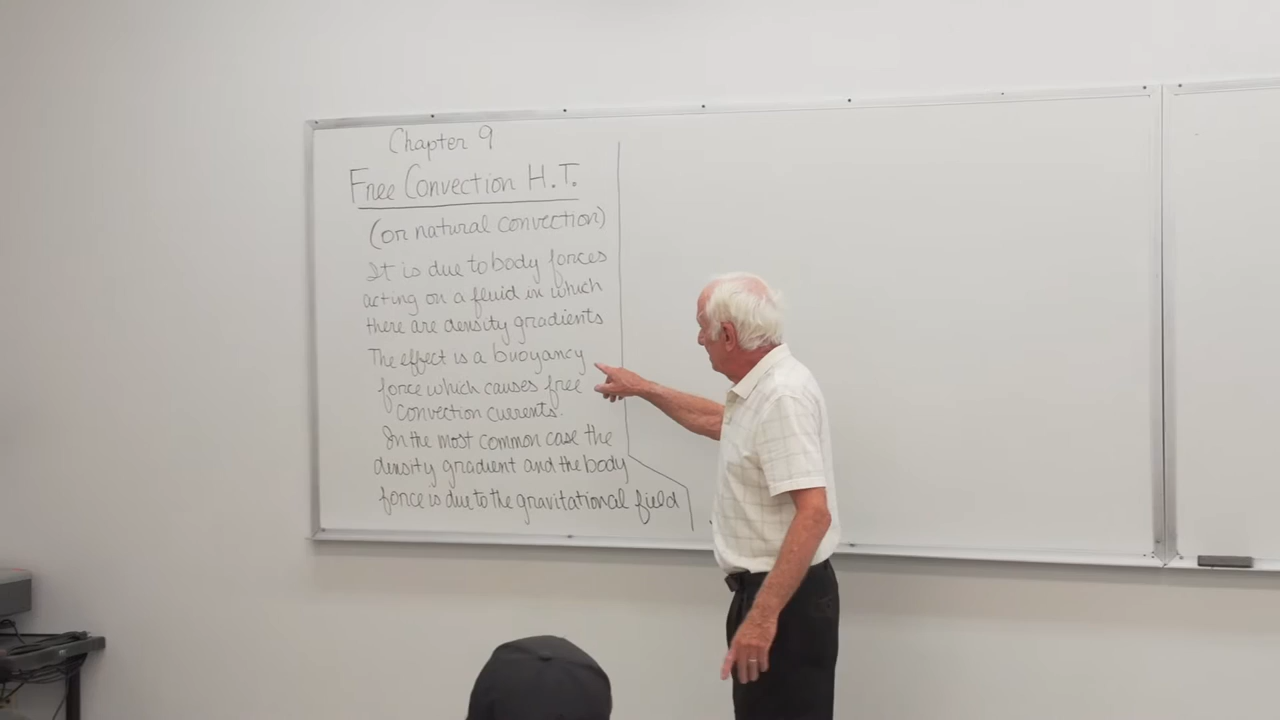 Chapter 9
Free Convection H.T.
(or natural convection)
It is due to body forces
acting on a fluid in which
there are density gradients
The effect is a buoyancy
force which causes free
convection currents.
In the most common case the
density gradient and the body
force is due to the gravitational field